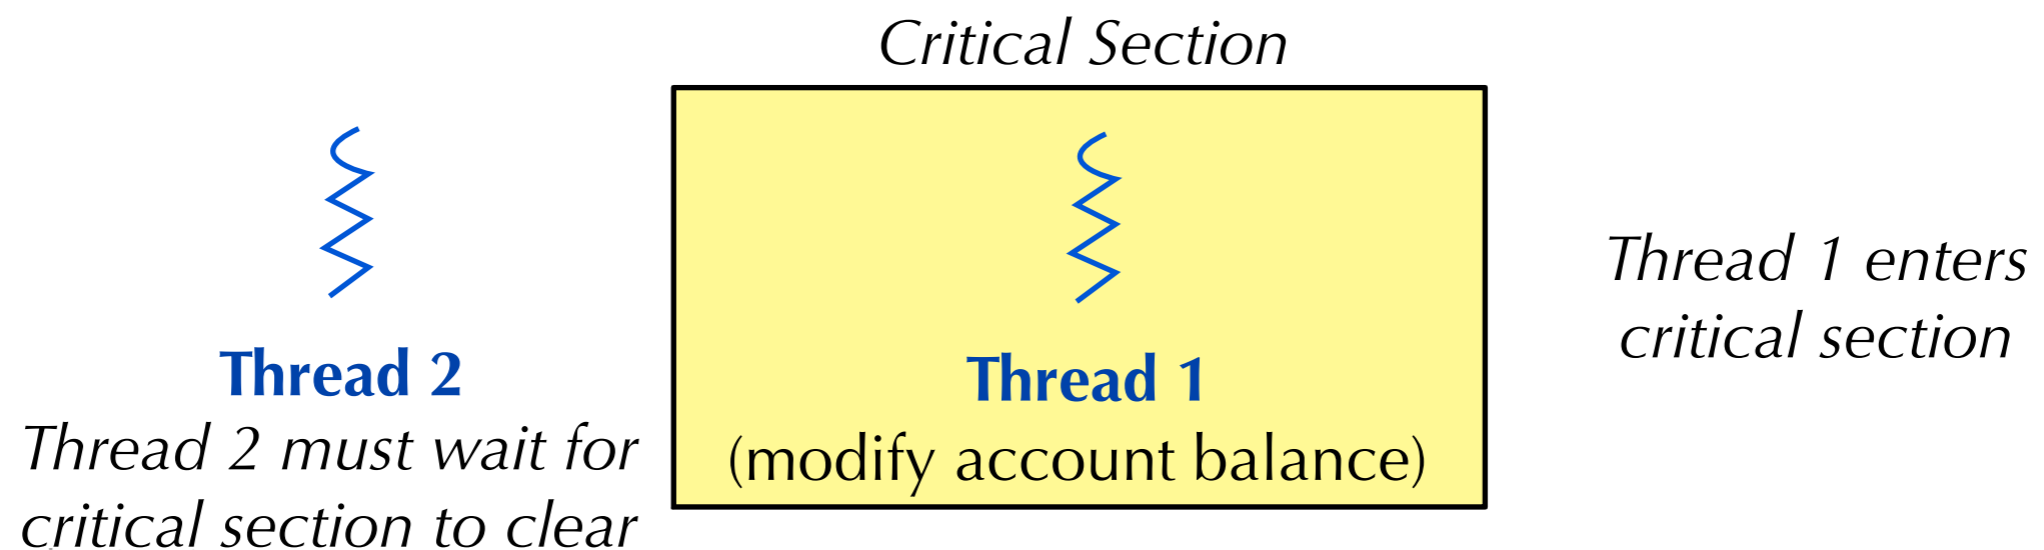 Critical Section
Thread 2
Thread 2 must wait for
critical section to clear
Thread 1
(modify account balance)
Thread 1 enters
critical section